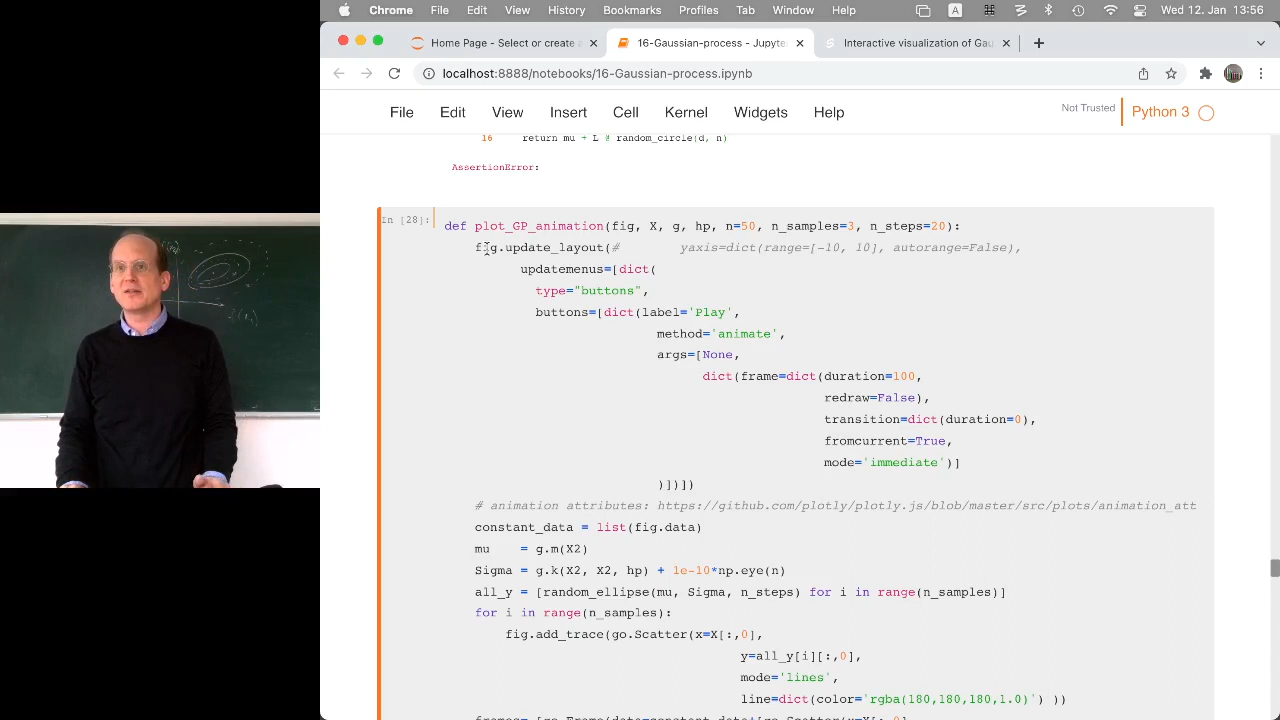 Chrome File Edit View History Bookmarks Profiles Tab Window Help A Wed 12. Jan 13:56
Home Page - Select or create a 16-Gaussian-process - Jupyte Interactive visualization of Gau
localhost:8888/notebooks/16-Gaussian-process.ipynb
File Edit View Insert Cell Kernel Widgets Help Not Trusted Python 3
16 return mu + L @ random_circle(d, n)
AssertionError:
In [28]: def plot_GP_animation(fig, X, g, hp, n=50, n_samples=3, n_steps=20):
fig.update_layout(# yaxis=dict(range=[-10, 10], autorange=False),
updatemenus=[dict(
type="buttons",
buttons=[dict(label='Play',
method='animate',
args=[None,
dict(frame=dict(duration=100,
redraw=False),
transition=dict(duration=0),
fromcurrent=True,
mode='immediate')]
)])])
# animation attributes: https://github.com/plotly/plotly.js/blob/master/src/plots/animation_att
constant_data = list(fig.data)
mu = g.m(X2)
Sigma = g.k(X2, X2, hp) + 1e-10*np.eye(n)
all_y = [random_ellipse(mu, Sigma, n_steps) for i in range(n_samples)]
for i in range(n_samples):
fig.add_trace(go.Scatter(x=X[:,0],
y=all_y[i][:,0],
mode='lines',
line=dict(color='rgba(180,180,180,1.0)') ))